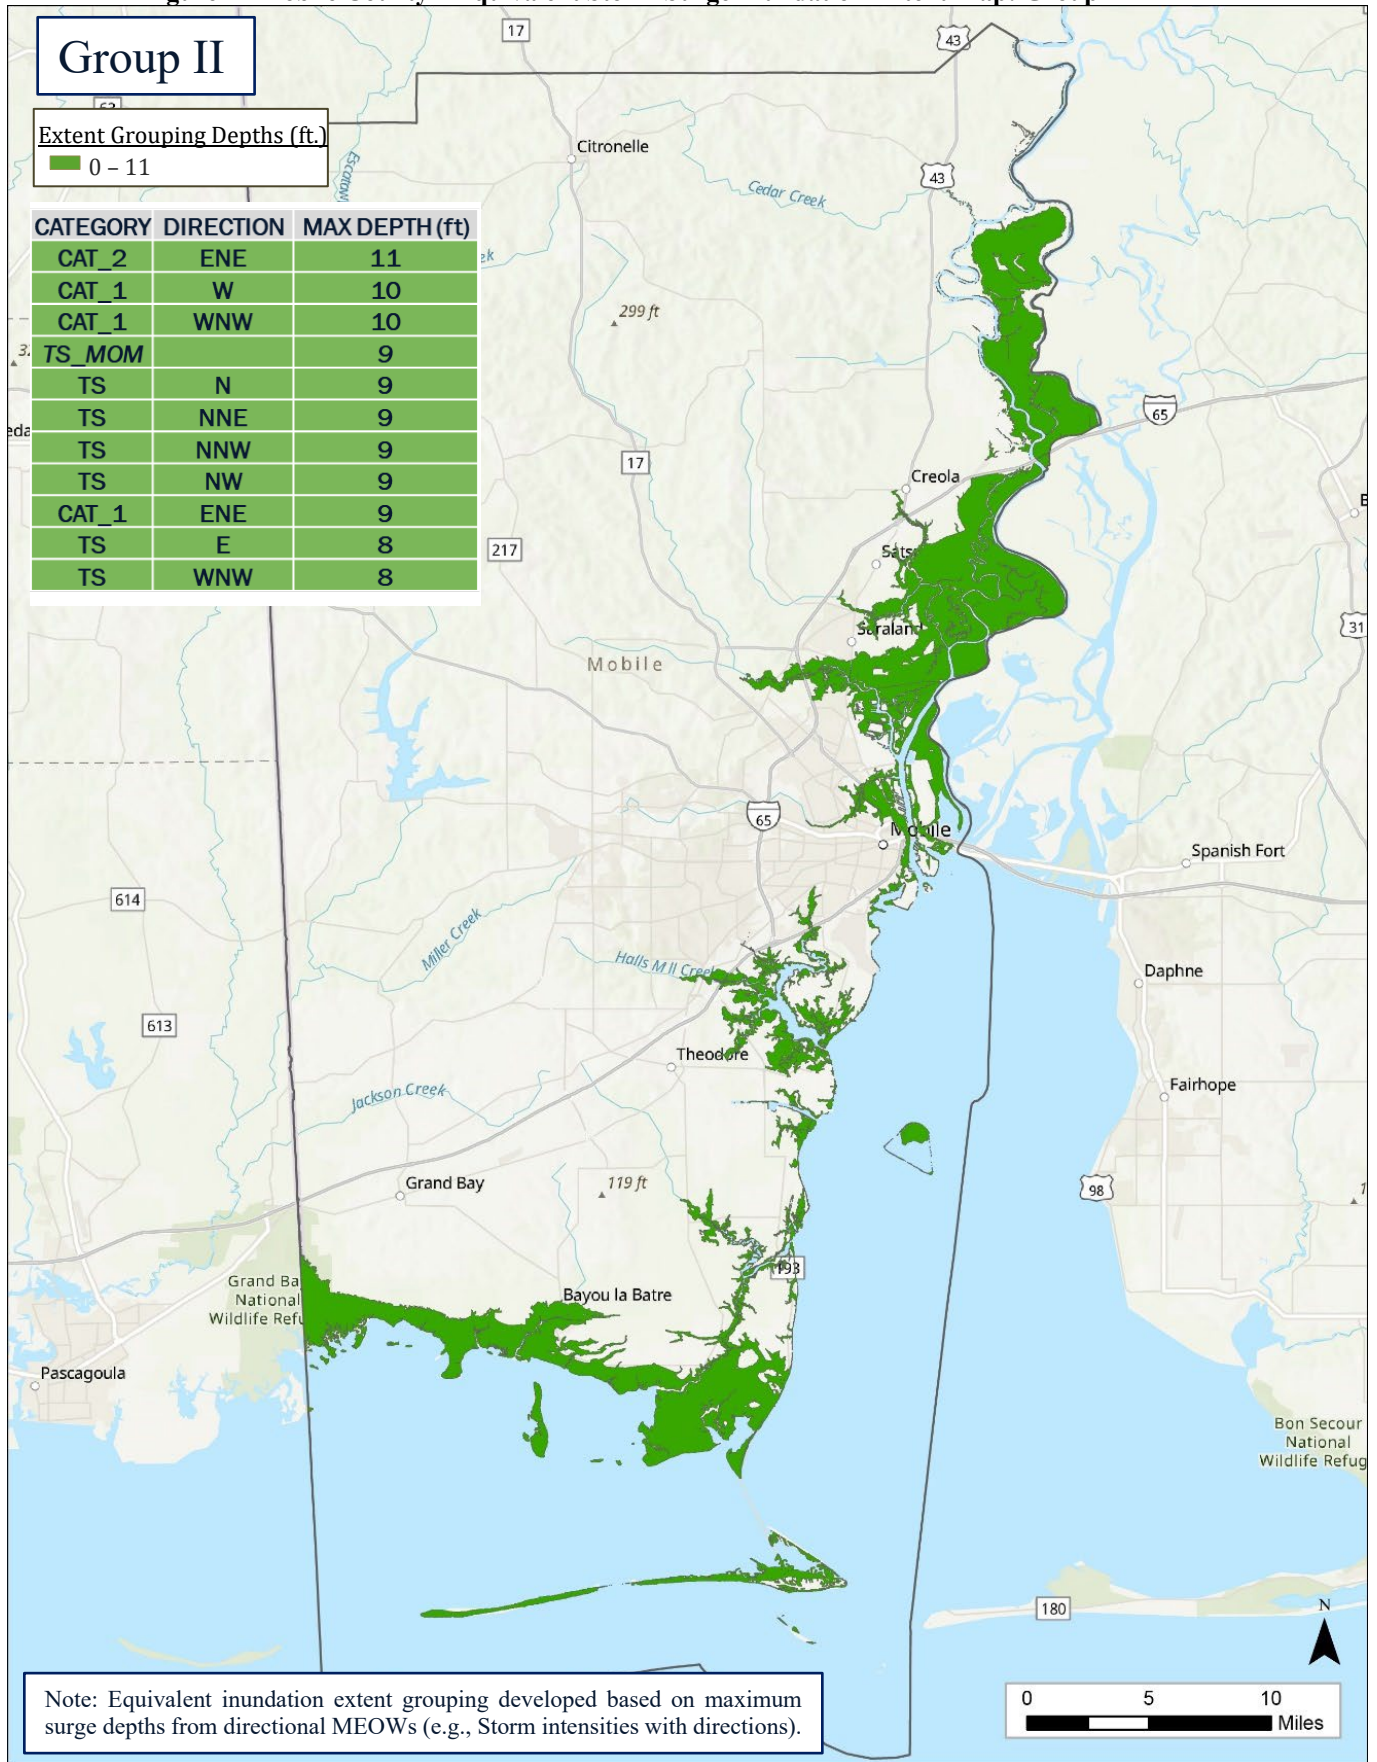 Group II
Extent Grouping Depths (ft.)
0 – 11
CATEGORY DIRECTION MAX DEPTH (ft)
CAT_2 ENE 11
CAT_1 W 10
CAT_1 WNW 10
TS_MOM 9
TS N 9
TS NNE 9
TS NNW 9
TS NW 9
CAT_1 ENE 9
TS E 8
TS WNW 8
17
43
63
Citronelle
43
Cedar Creek
299 ft
65
17
Creola
217
31
Saraland
Mobile
65
Mobile
Spanish Fort
614
Miller Creek
Halls Mill Creek
Daphne
613
Theodore
Jackson Creek
Fairhope
Grand Bay
119 ft
98
193
Grand
National
Wildlife
Bayou la Batre
Pascagoula
Bon Secour
National
Wildlife Refug
180
N
Note: Equivalent inundation extent grouping developed based on maximum
surge depths from directional MEOWs (e.g., Storm intensities with directions).
0 5 10
Miles